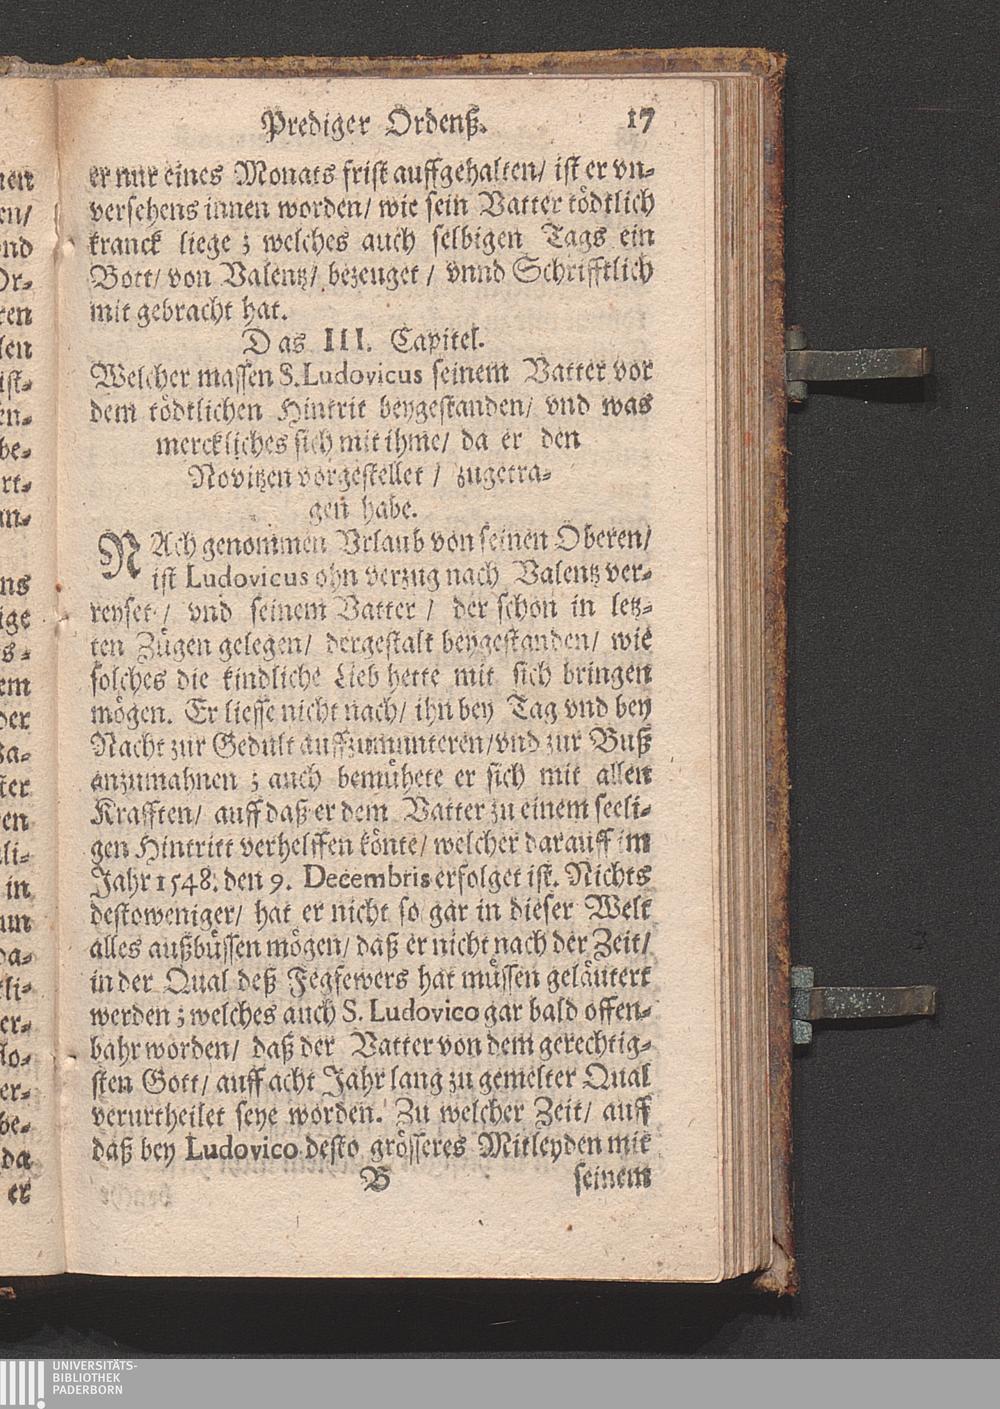 Prediger Ordenß. 17
er nur eines Monats frist auffgehalten/ ist er vn-
versehens innen worden/ wie sein Vatter tödtlich
kranck liege; welches auch selbigen Tags ein
Bott/ von Valentz/ bezeuget/ vnnd Schrifftlich
mit gebracht hat.
Das III. Capitel.
Welcher massen S. Ludovicus seinem Vatter vor
dem tödtlichen Hintrit beygestanden/ vnd was
merckliches sich mit ihme/ da er den
Novitzen vorgestellet / zugetra-
gen habe.
NAch genommen Vrlaub von seinen Oberen/
ist Ludovicus ohn verzug nach Valentz ver-
reyset/ vnd seinem Vatter / der schon in letz-
ten Zügen gelegen/ dergestalt beygestanden/ wie
solches die kindliche Lieb hette mit sich bringen
mögen. Er liesse nicht nach/ ihn bey Tag vnd bey
Nacht zur Gedult auffzumunteren/vnd zur Buß
anzumahnen; auch bemühete er sich mit allen
Krafften/ auff daß er dem Vatter zu einem seeli-
gen Hintritt verhelffen könte/ welcher darauff im
Jahr 1548. den 9. Decembris erfolget ist. Nichts
destoweniger/ hat er nicht so gar in dieser Welt
alles außbüssen mögen/ daß er nicht nach der Zeit/
in der Qual deß Fegfewers hat müssen geläutert
werden; welches auch S. Ludovico gar bald offen-
bahr worden/ daß der Vatter von dem gerechtig-
sten Gott/ auff acht Jahr lang zu gemelter Qual
verurtheilet seye worden. Zu welcher Zeit/ auff
daß bey Ludovico desto grösseres Mitleyden mit
B seinem
UNIVERSITÄTS-
BIBLIOTHEK
PADERBORN